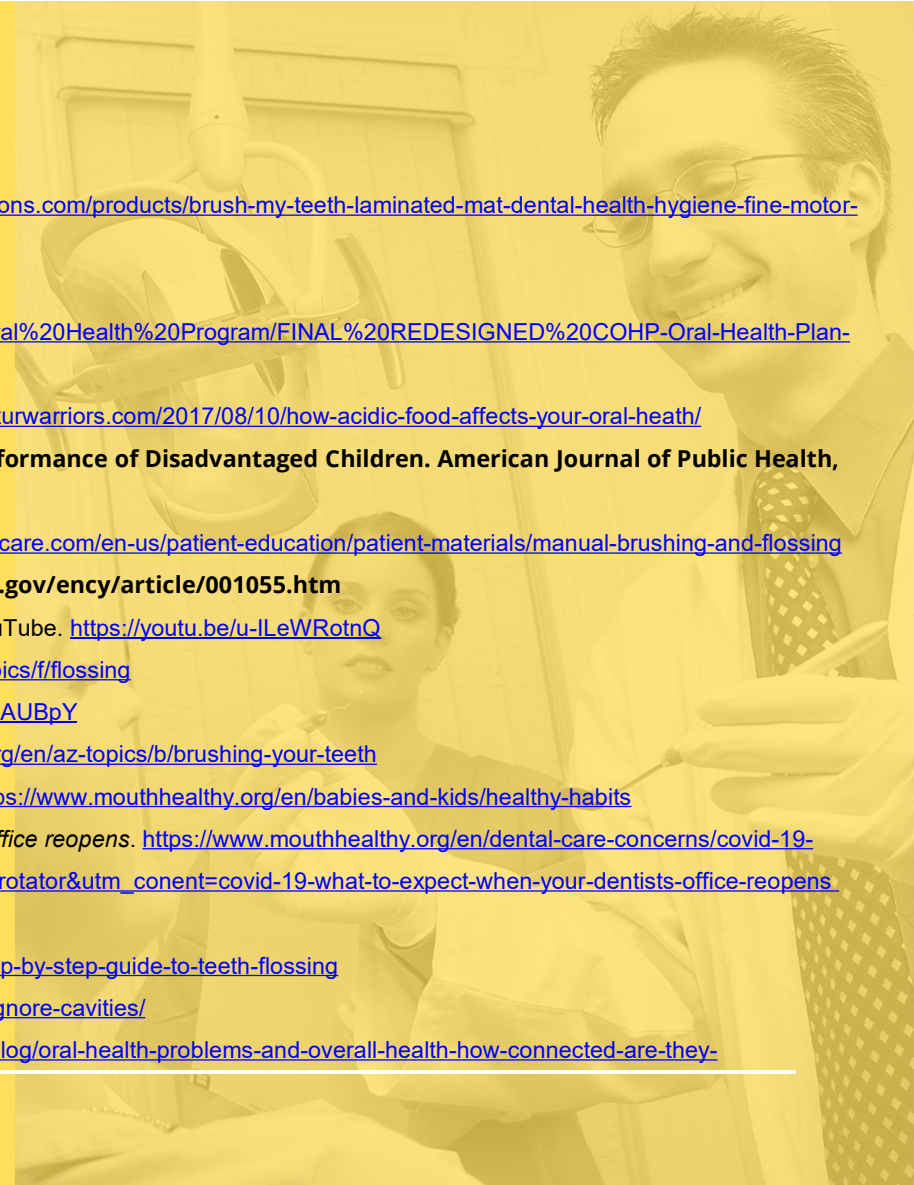 ons.com/products/brush-my-teeth-laminated-mat-dental-health-hygiene-fine-motor-
al%20Health%20Program/FINAL%20REDESIGNED%20COHP-Oral-Health-Plan-
turwarriors.com/2017/08/10/how-acidic-food-affects-your-oral-heath/
formance of Disadvantaged Children. American Journal of Public Health,
care.com/en-us/patient-education/patient-materials/manual-brushing-and-flossing
.gov/ency/article/001055.htm
uTube. https://youtu.be/u-ILeWRotnQ
pics/f/flossing
AUBpY
rg/en/az-topics/b/brushing-your-teeth
ps://www.mouthhealthy.org/en/babies-and-kids/healthy-habits
ffice reopens. https://www.mouthhealthy.org/en/dental-care-concerns/covid-19-
rotator&utm_conent=covid-19-what-to-expect-when-your-dentists-office-reopens
p-by-step-guide-to-teeth-flossing
gnore-cavities/
log/oral-health-problems-and-overall-health-how-connected-are-they-